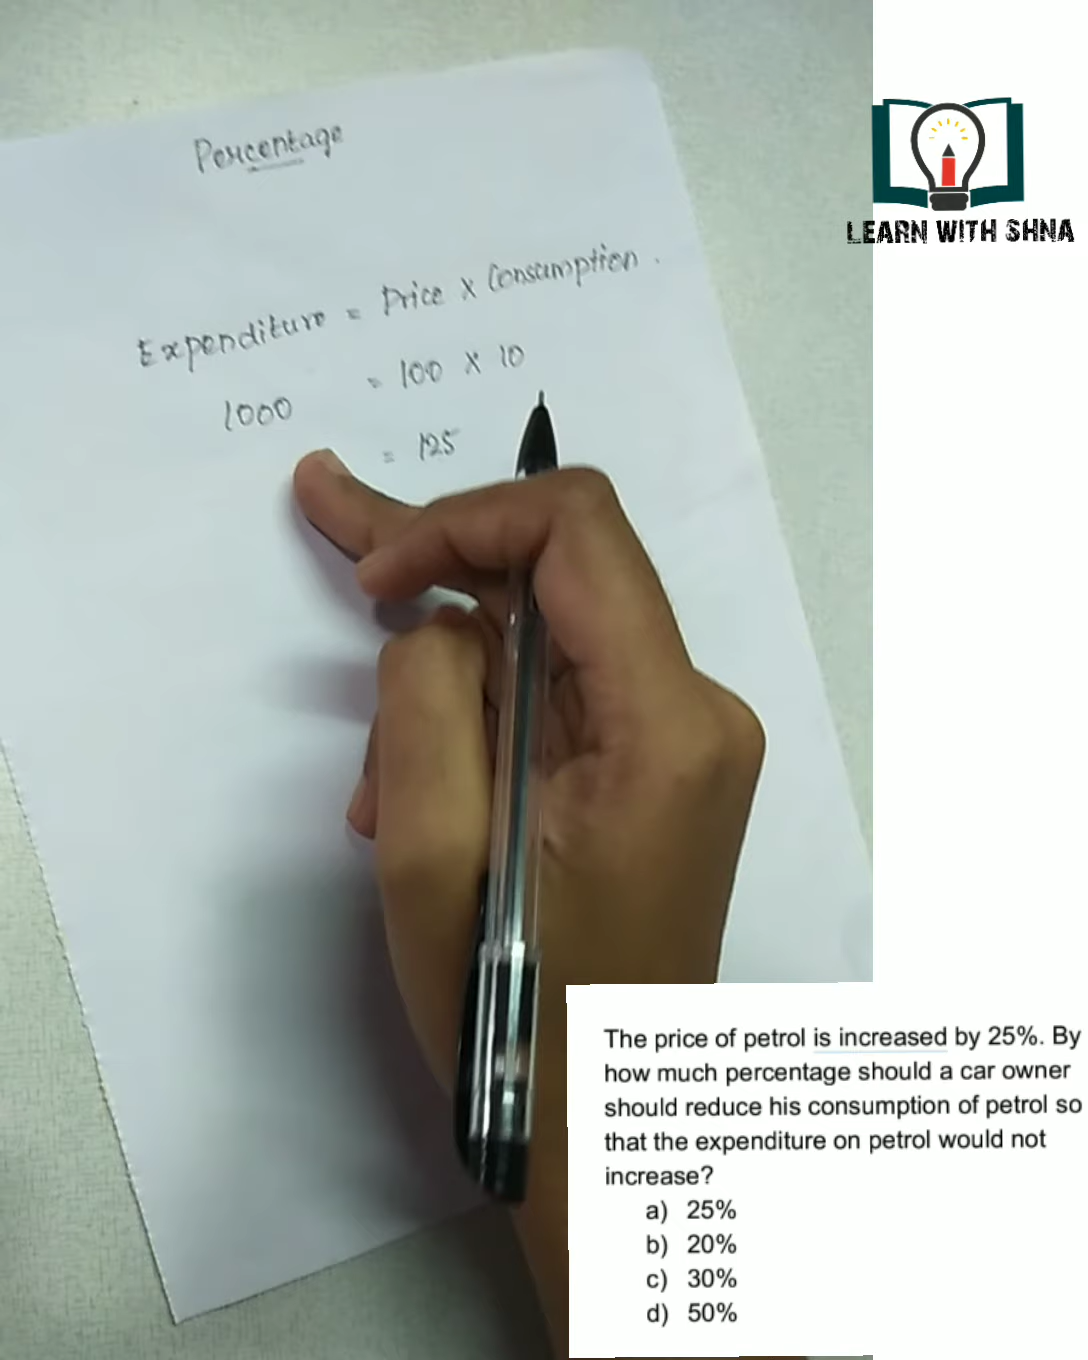 Percentage
LEARN WITH SHNA
Expenditure = Price x Consumption.
1000 = 100 x 10
= 125
The price of petrol is increased by 25%. By
how much percentage should a car owner
should reduce his consumption of petrol so
that the expenditure on petrol would not
increase?
a) 25%
b) 20%
c) 30%
d) 50%